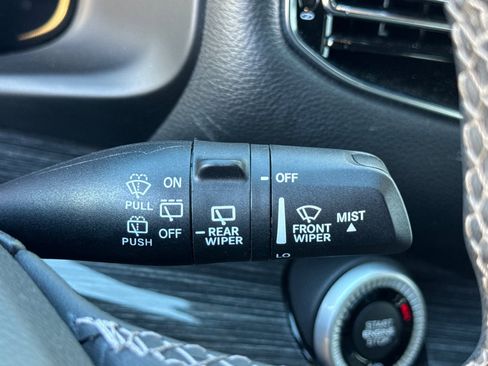 ON
PULL
OFF
PUSH
REAR
WIPER
OFF
FRONT
WIPER
MIST
LO
START
ENGINE
STOP